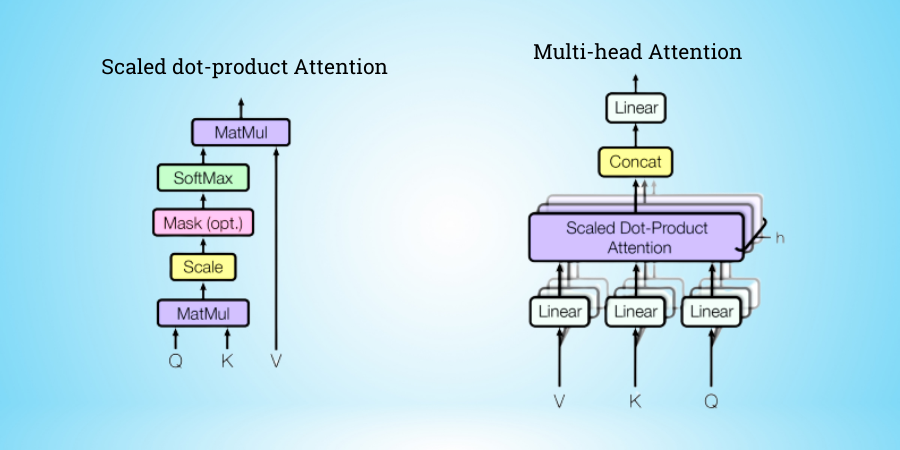 Scaled dot-product Attention
MatMul
SoftMax
Mask (opt.)
Scale
MatMul
Q K V
Multi-head Attention
Linear
Concat
Scaled Dot-Product
Attention
h
Linear Linear Linear
V K Q